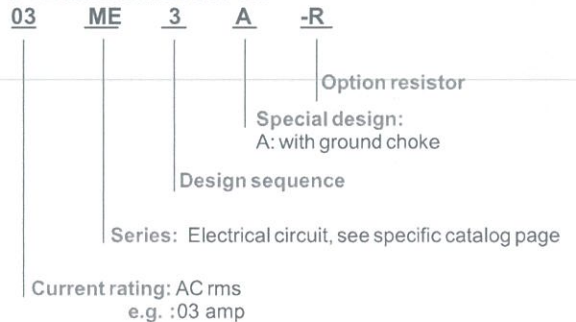 03 ME 3 A -R
Option resistor
Special design:
A: with ground choke
Design sequence
Series: Electrical circuit, see specific catalog page
Current rating: AC rms
e.g. :03 amp